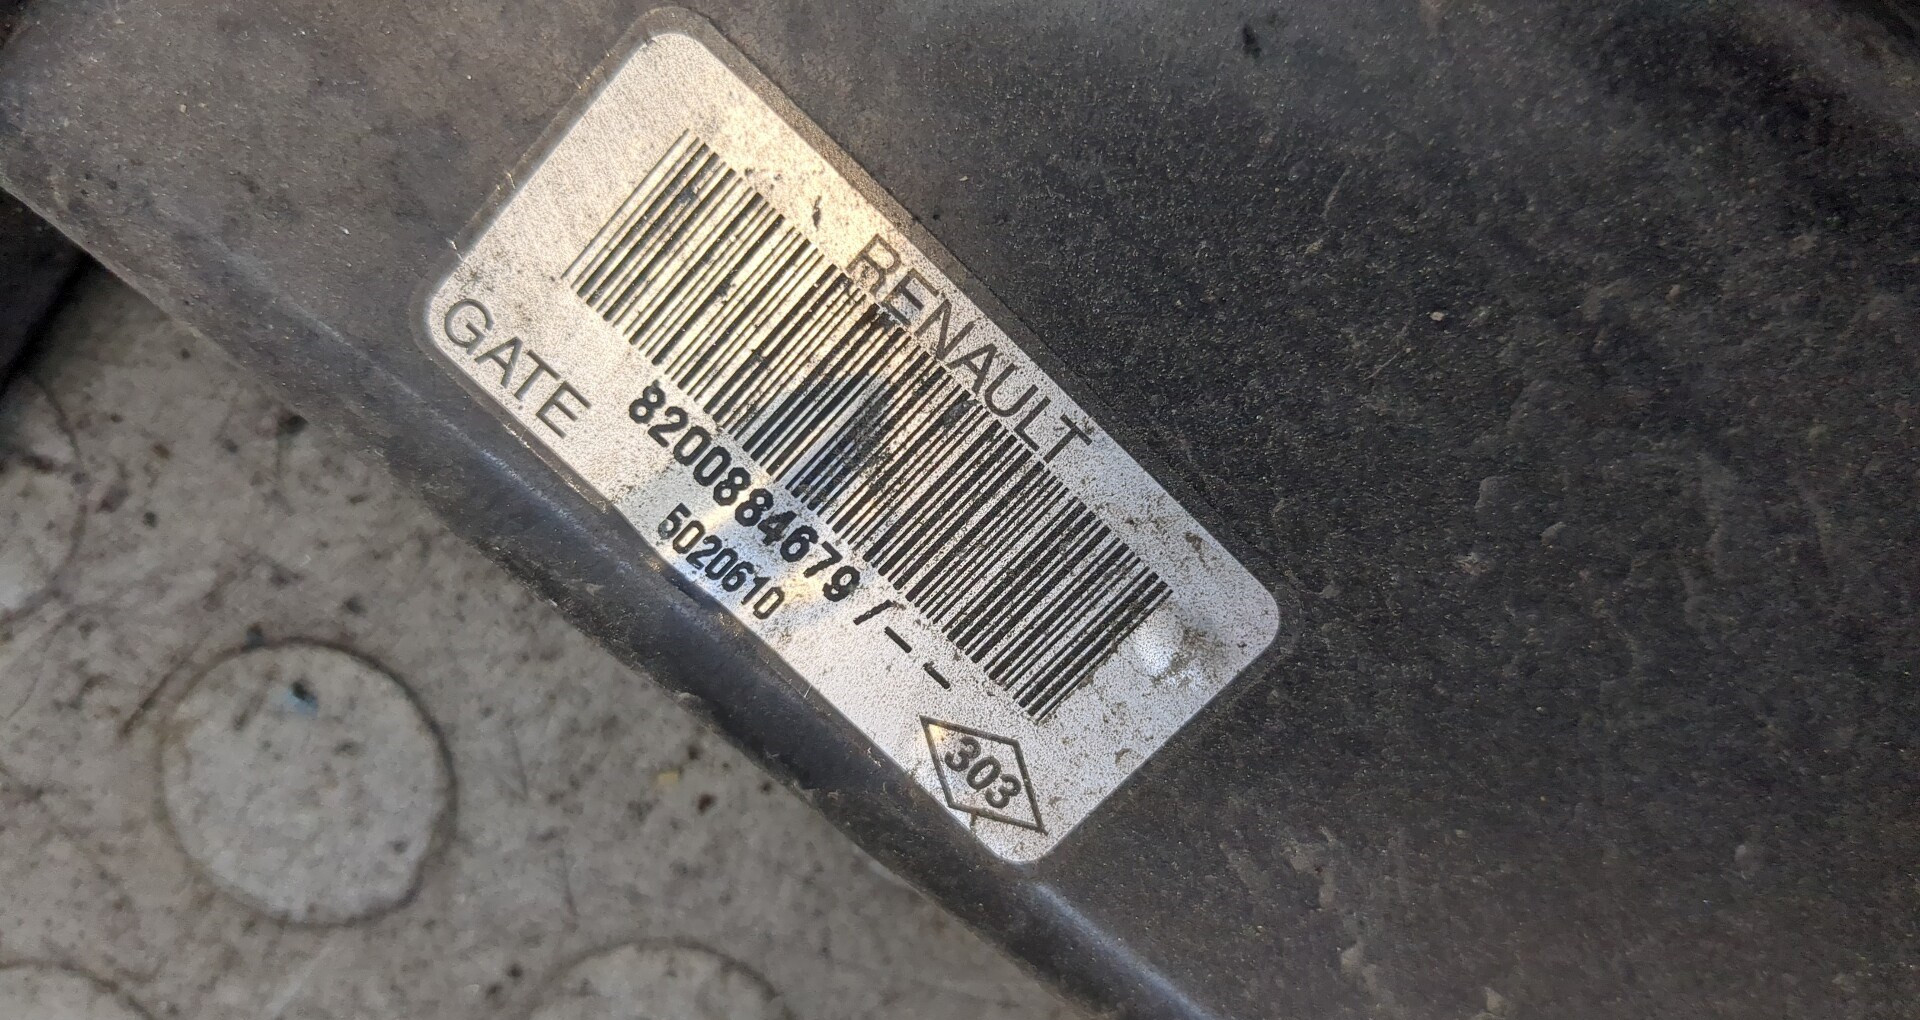 RENAULT
GATE
8200884679/--
5020610
303